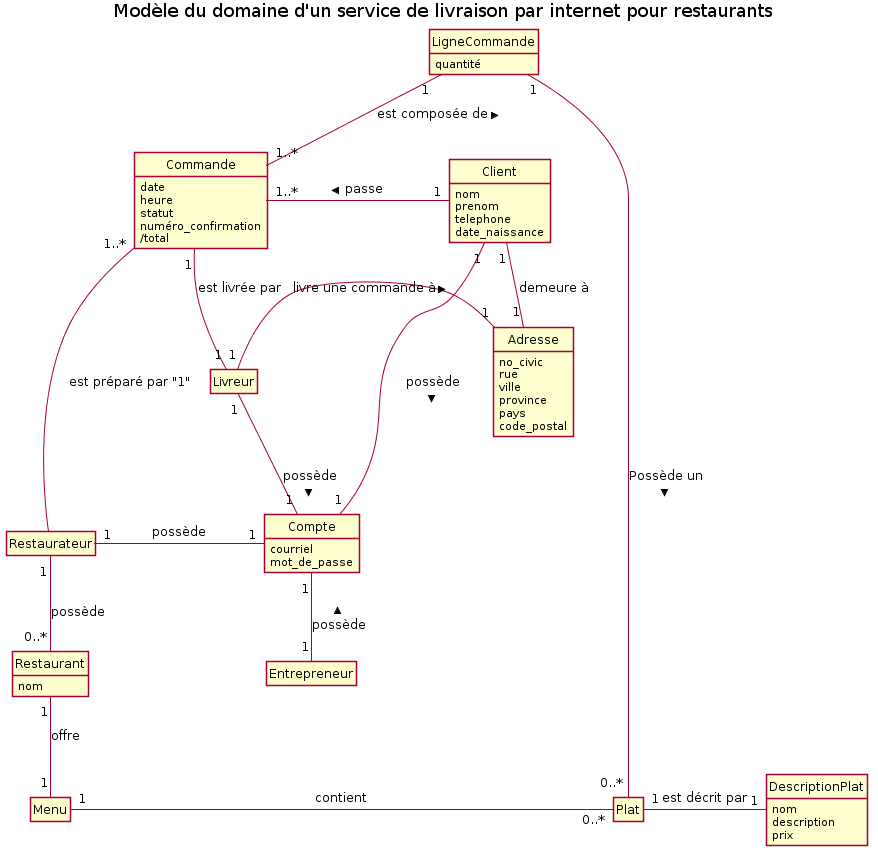 Modèle du domaine d'un service de livraison par internet pour restaurants
LigneCommande
quantité
1
1
est composée de ▶
1..*
Commande
date
heure
statut
numéro_confirmation
/total
1..*
◀ passe
1
Client
nom
prenom
telephone
date_naissance
1..*
1
est livrée par
1
livre une commande à ▶
1
1
demeure à
1
1
1
Adresse
no_civic
rue
ville
province
pays
code_postal
Livreur
est préparé par "1"
possède
▼
1
possède
▼
1
1
Possède un
▼
Compte
courriel
mot_de_passe
Restaurateur
1
possède
1
1
possède
0..*
1
▲
possède
1
Restaurant
nom
Entrepreneur
1
offre
1
Menu
1
contient
0..*
0..*
Plat
1
est décrit par
1
DescriptionPlat
nom
description
prix